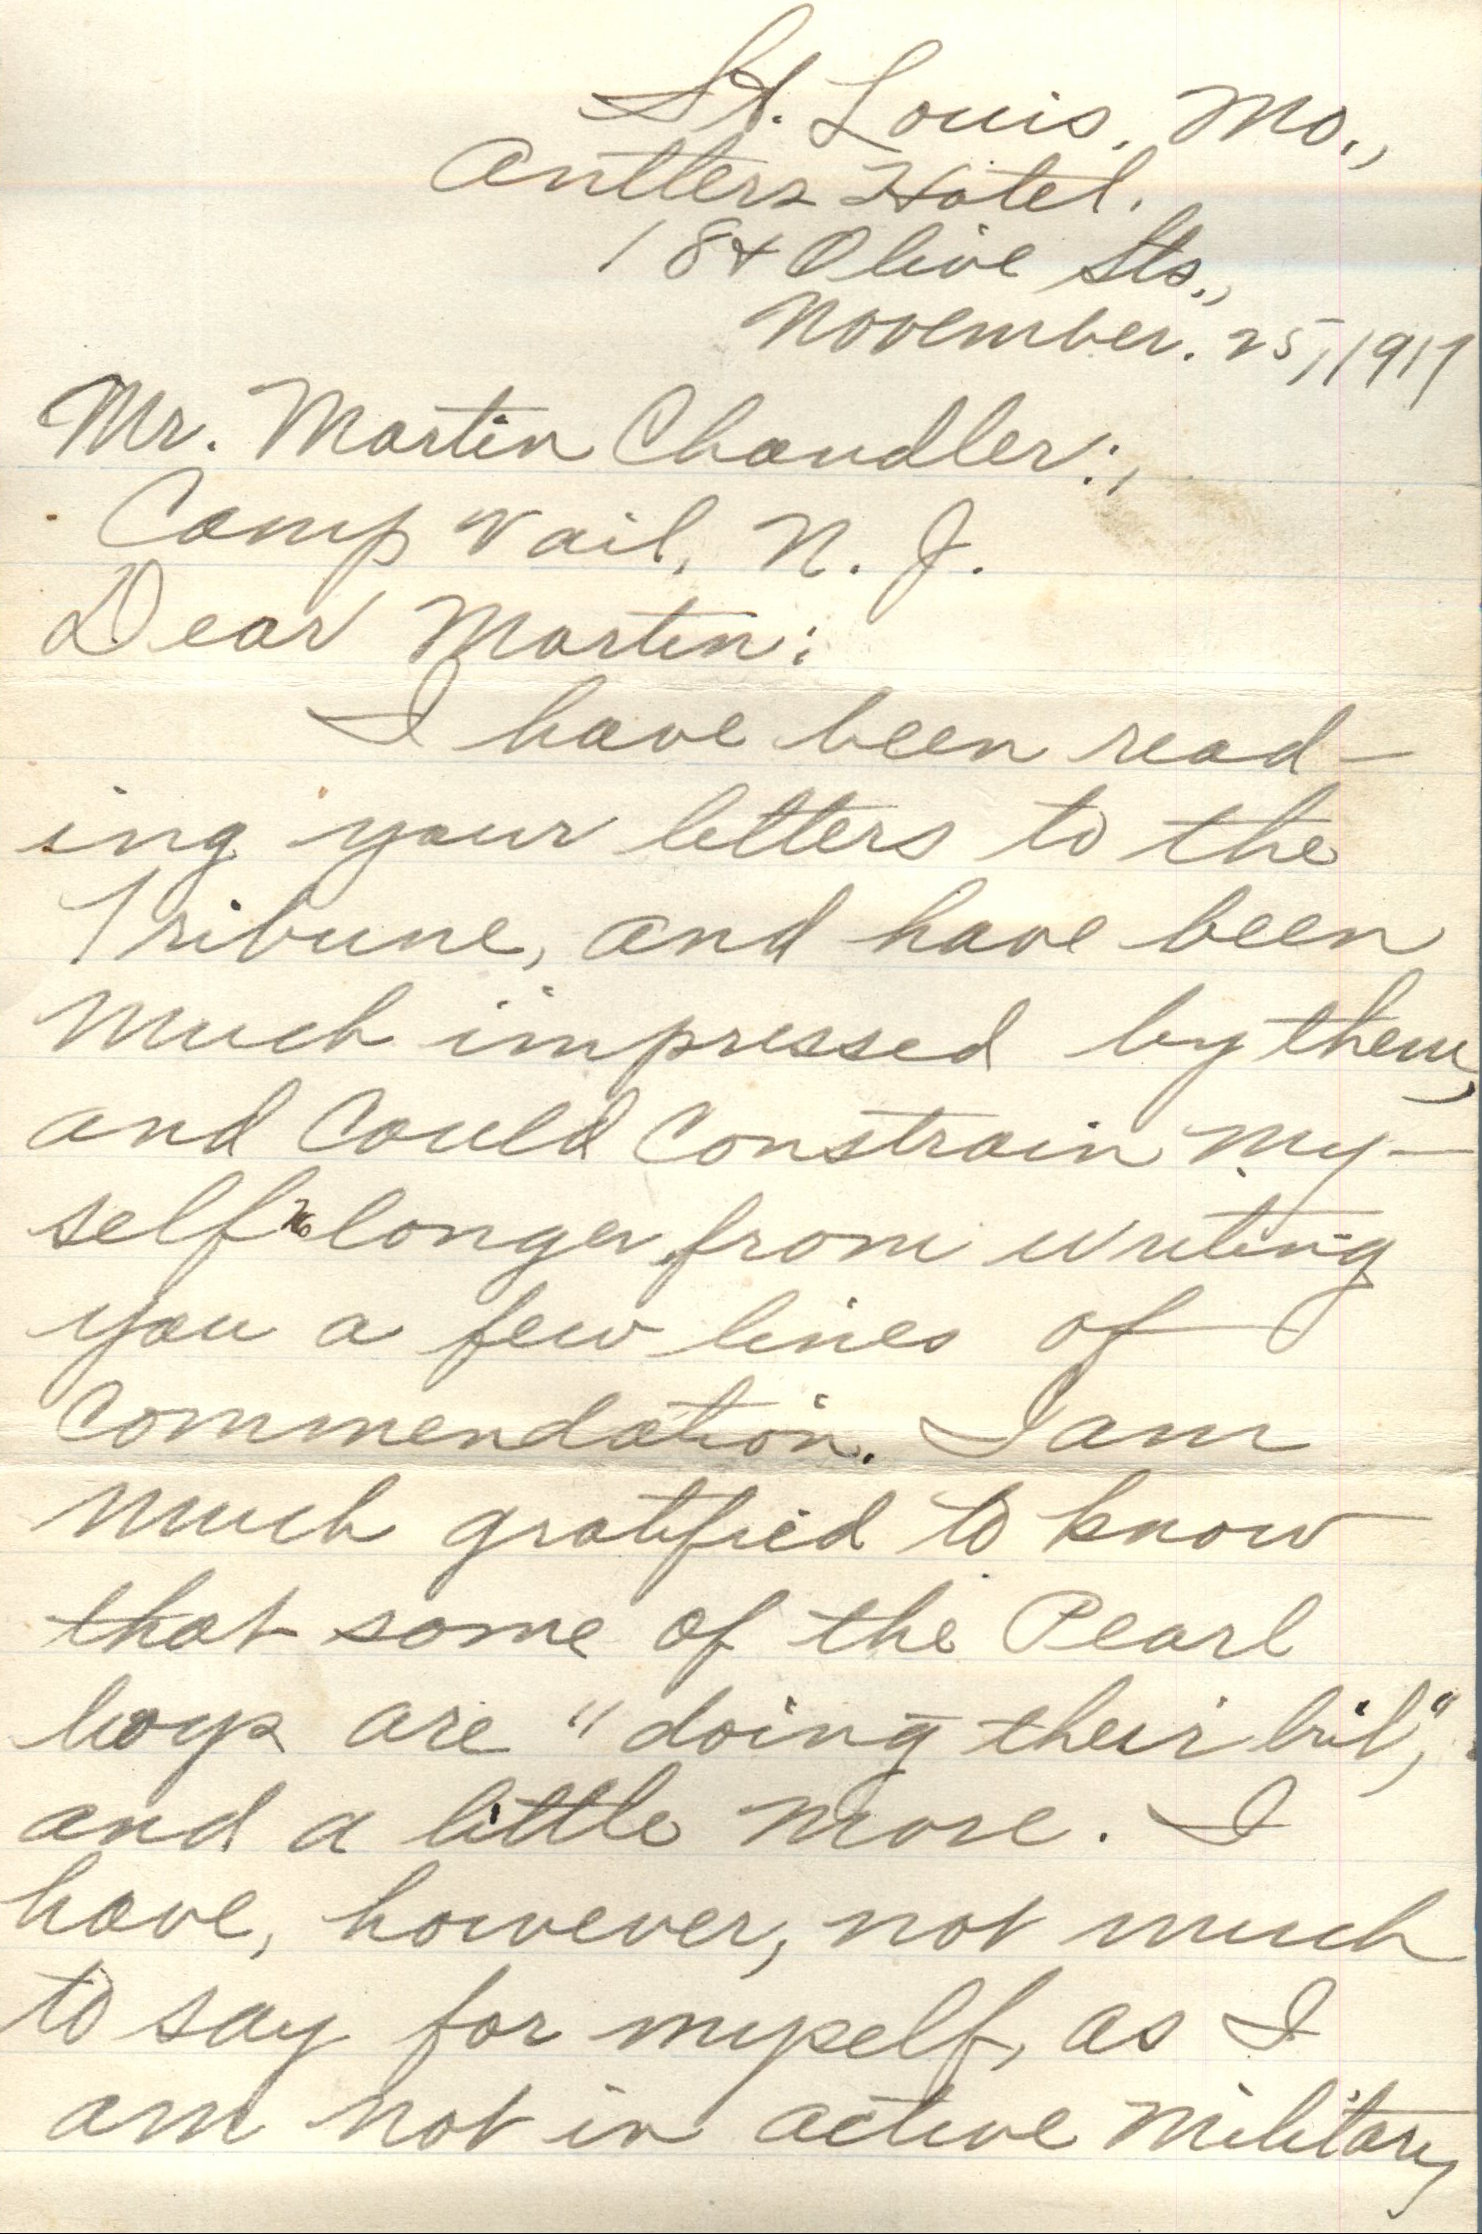 St. Louis, Mo.,
Antlers Hotel.
18 & Olive Sts.,
November. 25, 1917
Mr. Martin Chandler:,
Camp Vail, N. J.
Dear Martin:
I have been read-
ing your letters to the
Tribune, and have been
much impressed by them,
and could constrain my-
self no longer from writing
you a few lines of
commendation. I am
much gratified to know
that some of the Pearl
boys are "doing their bit,"
and a little more. I
have, however, not much
to say for myself, as I
am not in active military